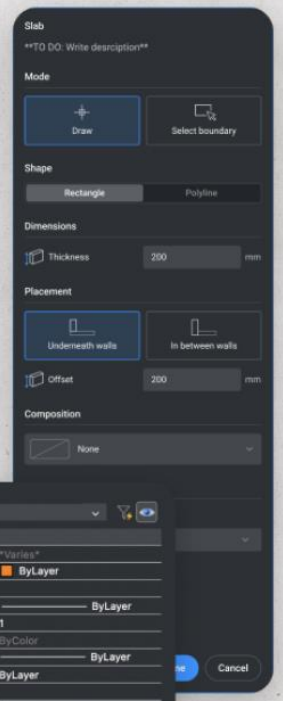 Slab
**TO DO: Write desrciption**
Mode
Draw
Select boundary
Shape
Rectangle
Polyline
Dimensions
Thickness
200
mm
Placement
Underneath walls
In between walls
Offset
200
mm
Composition
None
*Varies*
ByLayer
ByLayer
1
ByColor
ByLayer
ByLayer
Cancel